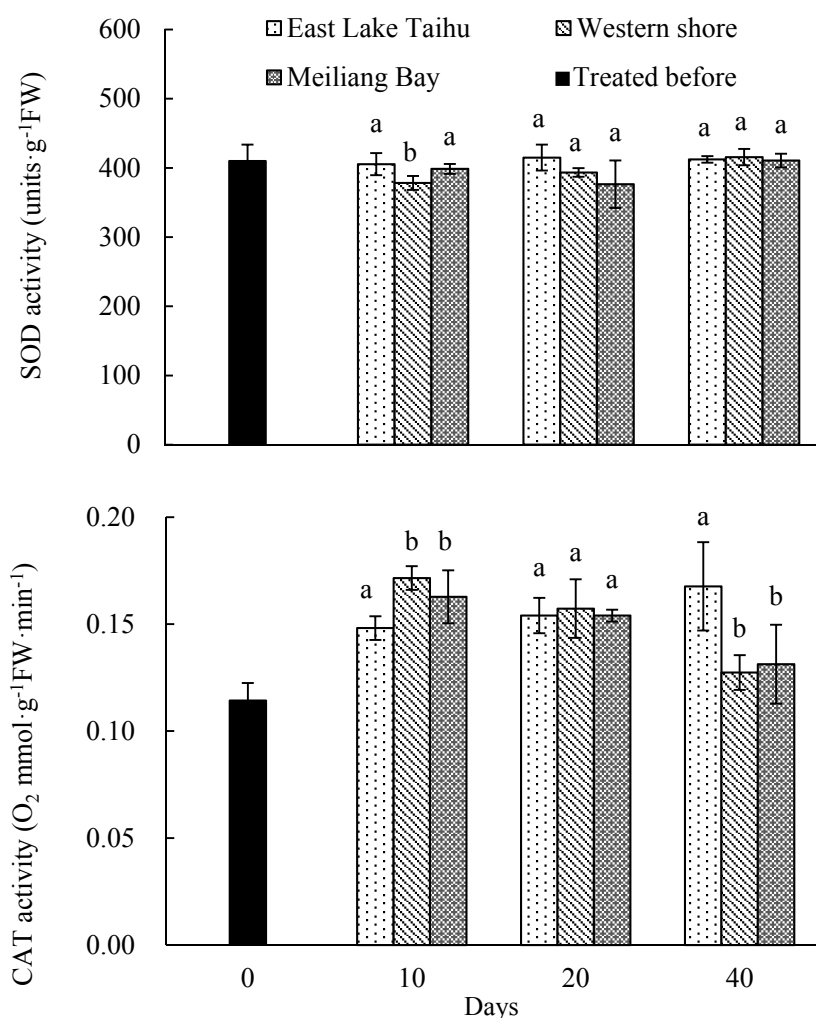 600
500
400
300
200
100
0
SOD activity (units·g⁻¹FW)
East Lake Taihu
Western shore
Meiliang Bay
Treated before
a
b
a
a
a
a
a
a
a
0.20
0.15
0.10
0.05
0.00
CAT activity (O₂ mmol·g⁻¹FW·min⁻¹)
a
b
b
a
a
a
a
b
b
0
10
20
40
Days